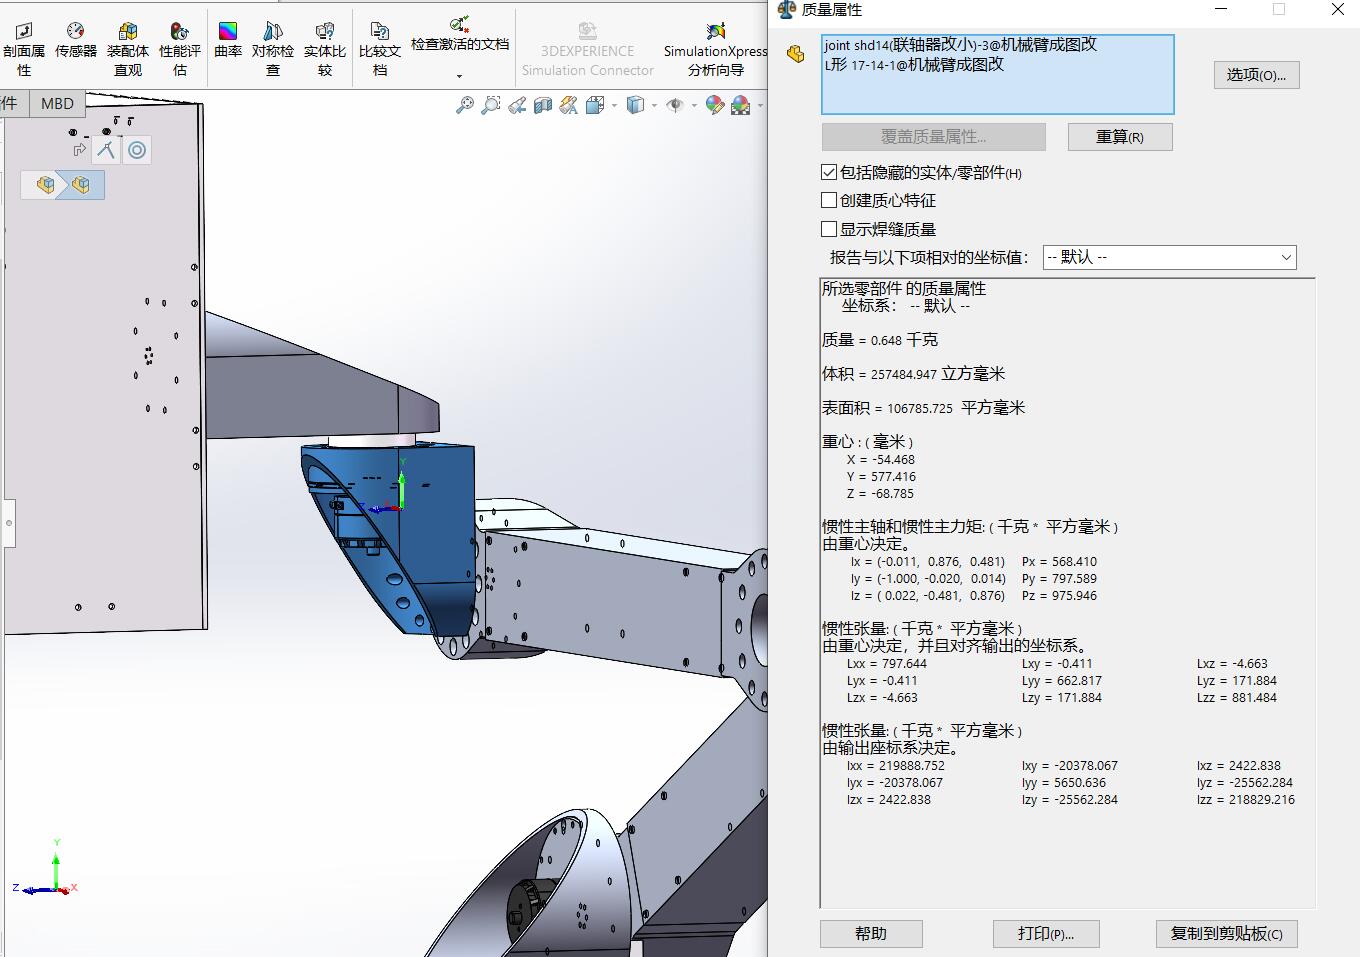 质量属性
剖面属性
传感器
装配体直观
性能评估
曲率
对称检查
实体比较
比较文档
检查激活的文档
3DEXPERIENCE
Simulation Connector
SimulationXpress
分析向导
件
MBD
joint shd14(联轴器改小)-3@机械臂成图改
L形 17-14-1@机械臂成图改
选项(O)...
覆盖质量属性...
重算(R)
包括隐藏的实体/零部件(H)
创建质心特征
显示焊缝质量
报告与以下项相对的坐标值:
-- 默认 --
所选零部件 的质量属性
坐标系: -- 默认 --
质量 = 0.648 千克
体积 = 257484.947 立方毫米
表面积 = 106785.725 平方毫米
重心 : ( 毫米 )
X = -54.468
Y = 577.416
Z = -68.785
惯性主轴和惯性主力矩: ( 千克 * 平方毫米 )
由重心决定。
Ix = (-0.011, 0.876, 0.481) Px = 568.410
Iy = (-1.000, -0.020, 0.014) Py = 797.589
Iz = ( 0.022, -0.481, 0.876) Pz = 975.946
惯性张量: ( 千克 * 平方毫米 )
由重心决定，并且对齐输出的坐标系。
Lxx = 797.644 Lxy = -0.411 Lxz = -4.663
Lyx = -0.411 Lyy = 662.817 Lyz = 171.884
Lzx = -4.663 Lzy = 171.884 Lzz = 881.484
惯性张量: ( 千克 * 平方毫米 )
由输出座标系决定。
Ixx = 219888.752 Ixy = -20378.067 Ixz = 2422.838
Iyx = -20378.067 Iyy = 5650.636 Iyz = -25562.284
Izx = 2422.838 Izy = -25562.284 Izz = 218829.216
Y
Z
X
帮助
打印(P)...
复制到剪贴板(C)